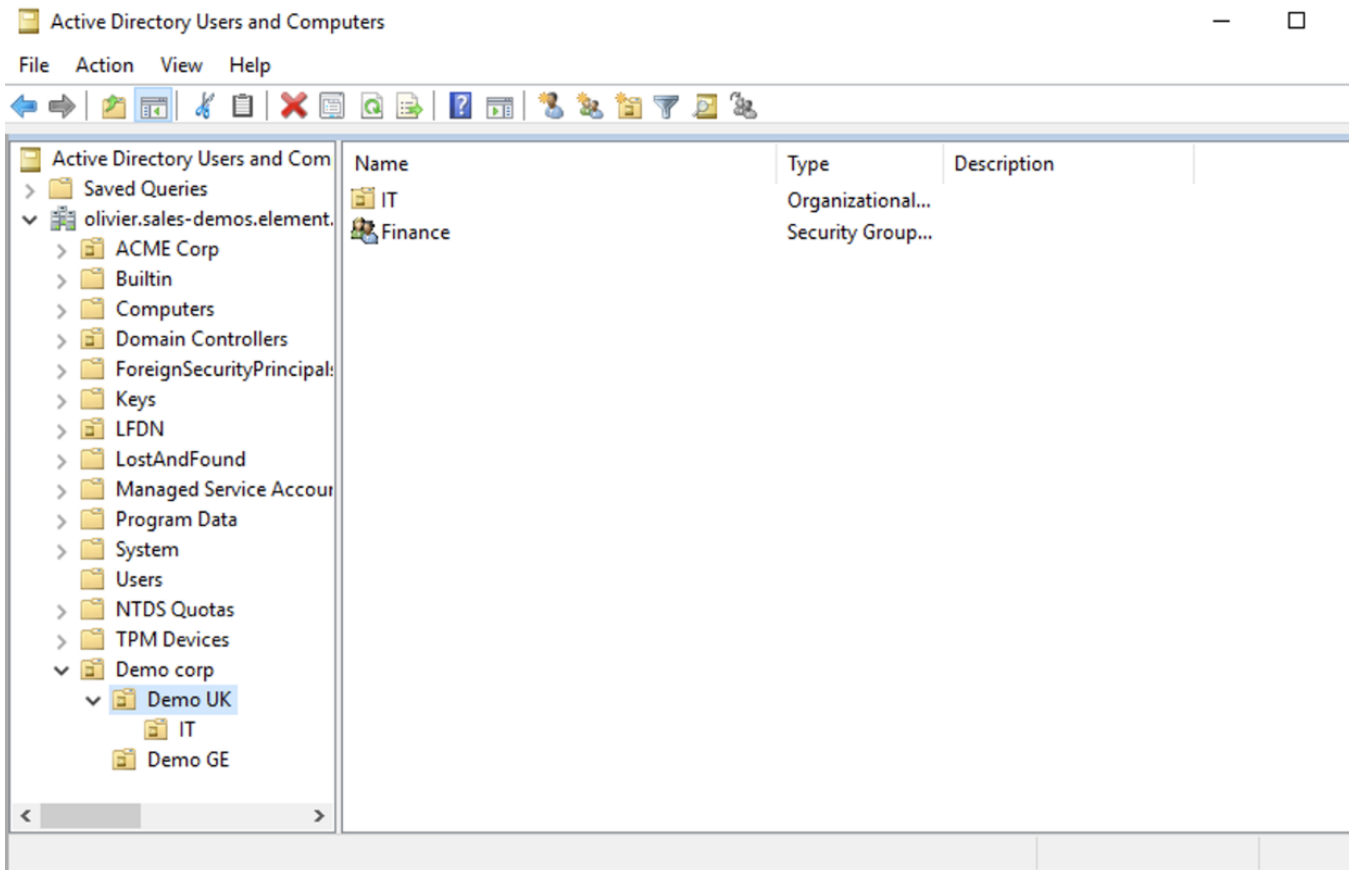 Active Directory Users and Computers
File Action View Help
Active Directory Users and Com
Saved Queries
olivier.sales-demos.element.
ACME Corp
Builtin
Computers
Domain Controllers
ForeignSecurityPrincipals
Keys
LFDN
LostAndFound
Managed Service Accour
Program Data
System
Users
NTDS Quotas
TPM Devices
Demo corp
Demo UK
IT
Demo GE
Name Type Description
IT Organizational...
Finance Security Group...